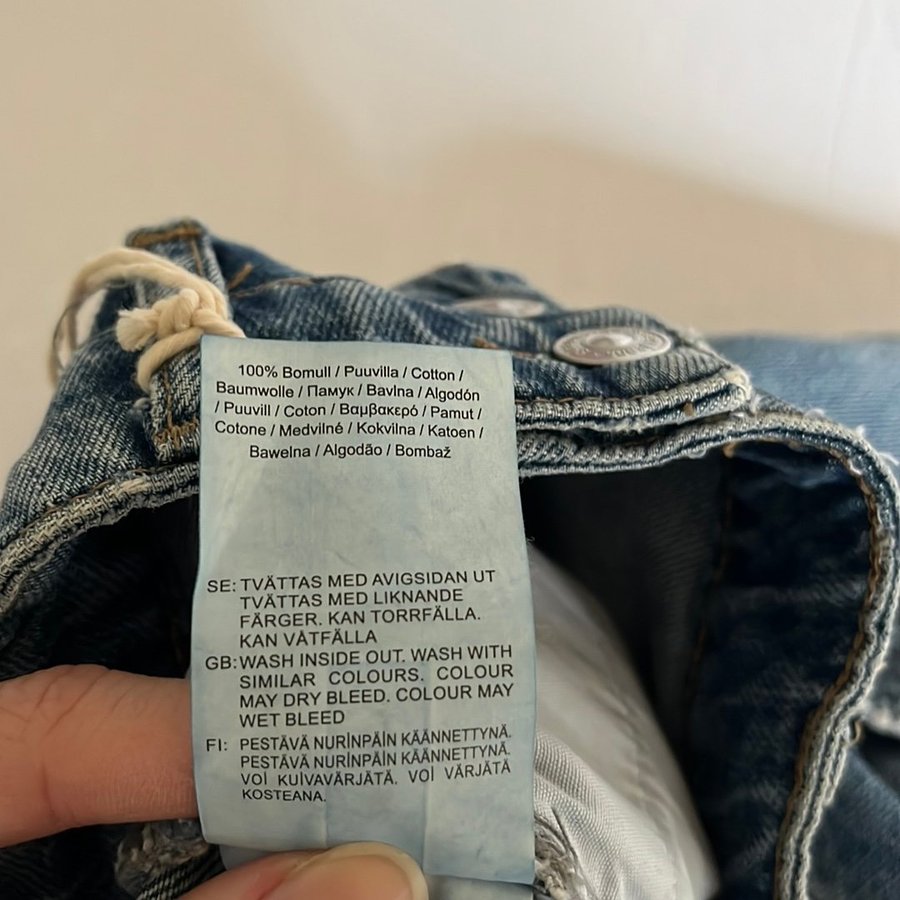 100% Bomull / Puuvilla / Cotton /
Baumwolle / Памук / Bavlna / Algodón
/ Puuvill / Coton / Βαμβακερό / Pamut /
Cotone / Medvilné / Kokvilna / Katoen /
Bawelna / Algodão / Bombaž
SE: TVÄTTAS MED AVIGSIDAN UT
TVÄTTAS MED LIKNANDE
FÄRGER. KAN TORRFÄLLA.
KAN VÅTFÄLLA
GB: WASH INSIDE OUT. WASH WITH
SIMILAR COLOURS. COLOUR
MAY DRY BLEED. COLOUR MAY
WET BLEED
FI: PESTÄVÄ NURINPÄIN KÄÄNNETTYNÄ.
PESTÄVÄ NURINPÄIN KÄÄNNETTYNÄ.
VOI KUIVAVÄRJÄTÄ. VOI VÄRJÄTÄ
KOSTEANA.